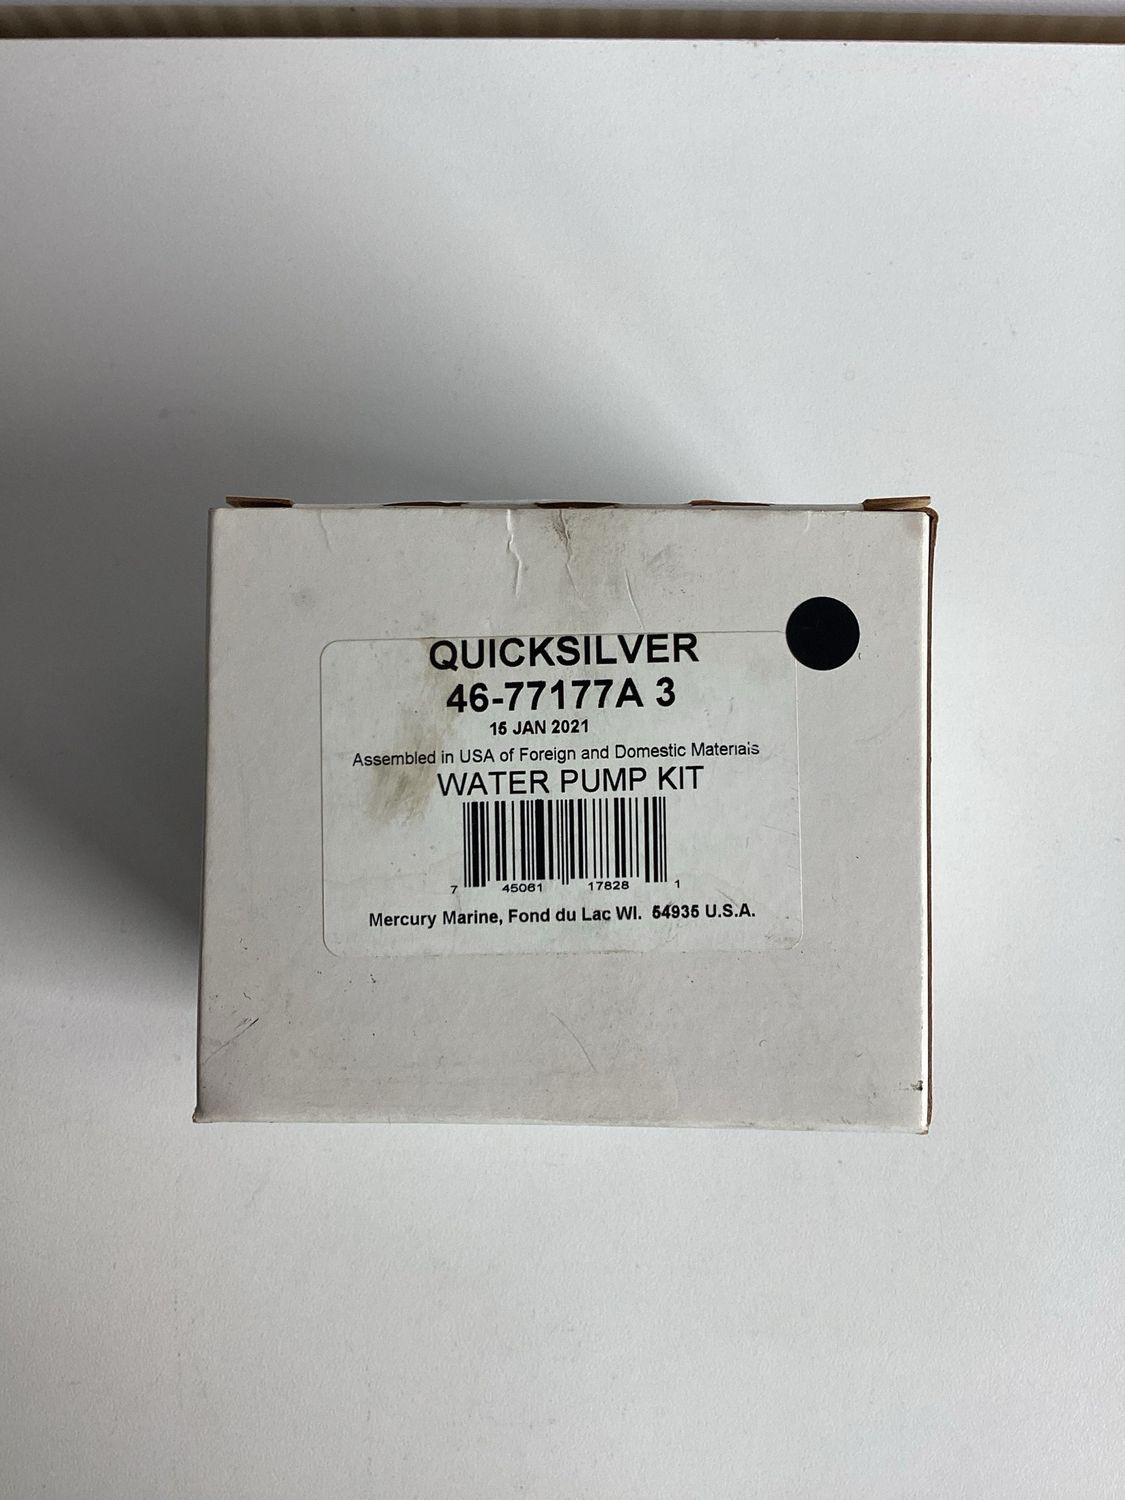 QUICKSILVER
46-77177A 3
15 JAN 2021
Assembled in USA of Foreign and Domestic Materials
WATER PUMP KIT
7 45061 17828 1
Mercury Marine, Fond du Lac WI. 54935 U.S.A.